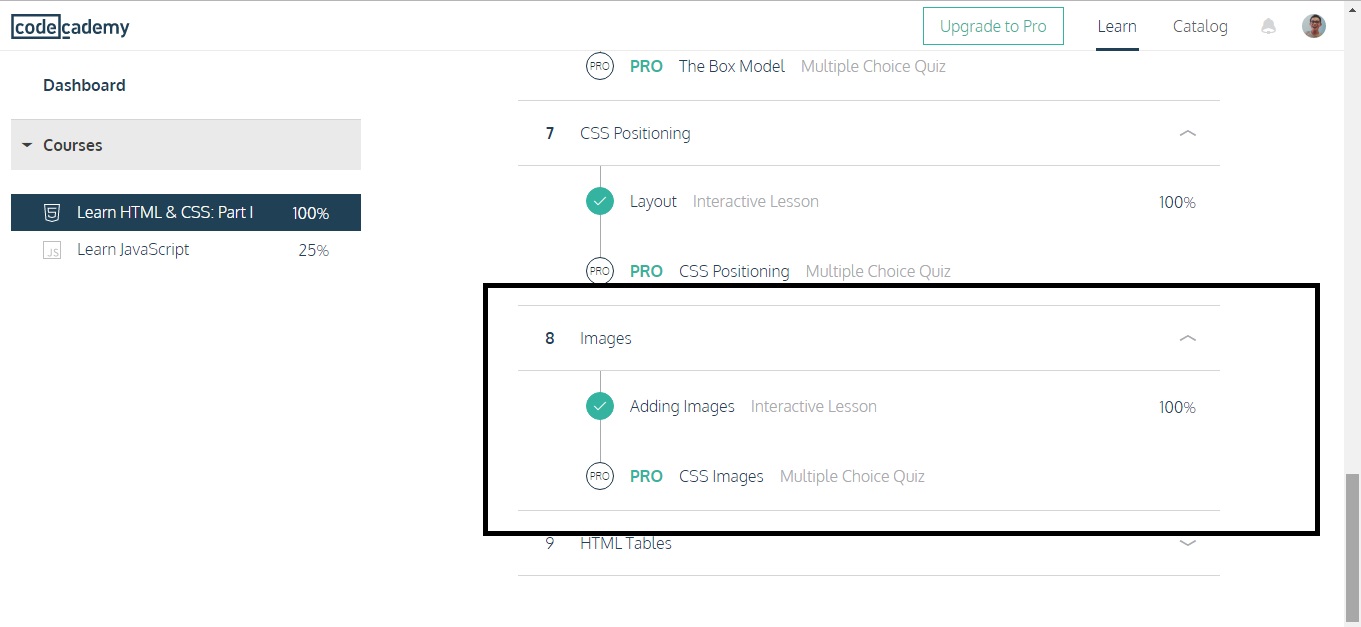 codecademy
Upgrade to Pro Learn Catalog
Dashboard
Courses
Learn HTML & CSS: Part I 100%
JS Learn JavaScript 25%
PRO PRO The Box Model Multiple Choice Quiz
7 CSS Positioning
Layout Interactive Lesson 100%
PRO PRO CSS Positioning Multiple Choice Quiz
8 Images
Adding Images Interactive Lesson 100%
PRO PRO CSS Images Multiple Choice Quiz
9 HTML Tables